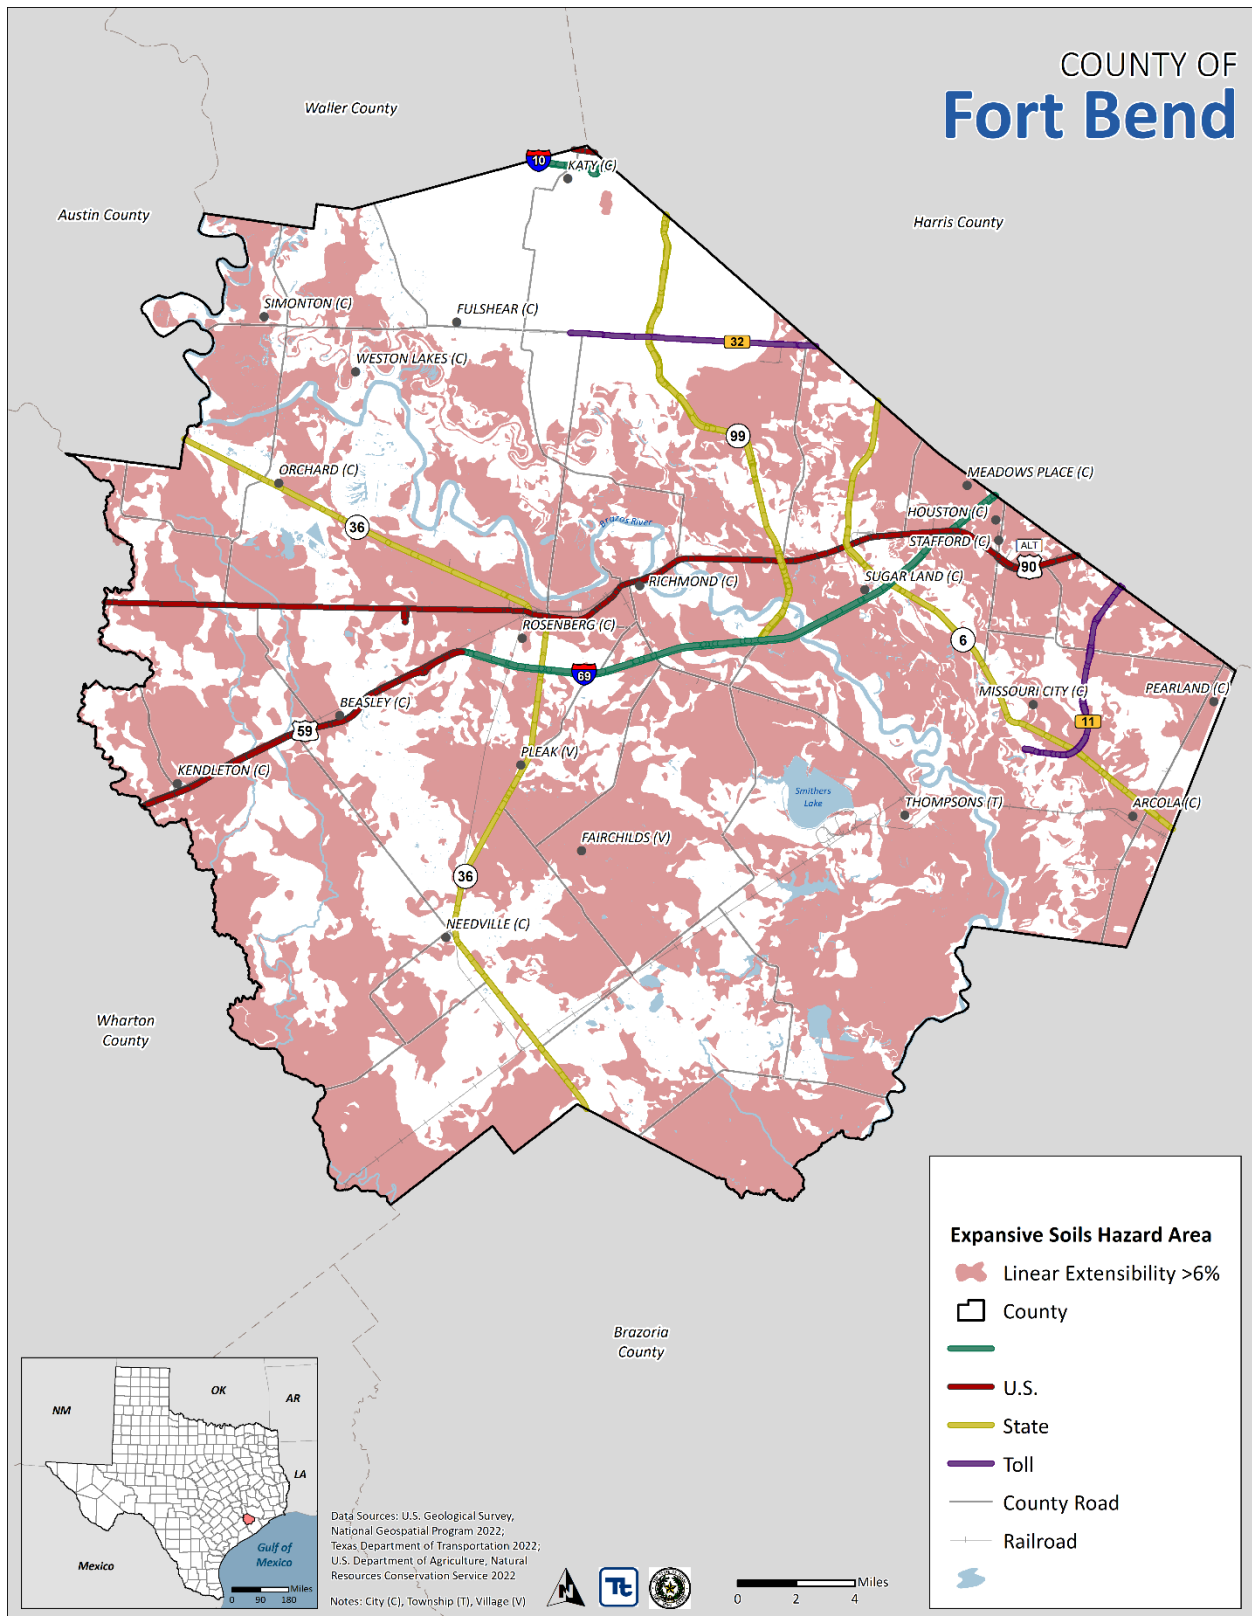 COUNTY OF
Fort Bend
Waller County
Austin County
Harris County
10
KATY (C)
SIMONTON (C)
FULSHEAR (C)
32
WESTON LAKES (C)
99
ORCHARD (C)
36
MEADOWS PLACE (C)
HOUSTON (C)
Brazos River
STAFFORD (C)
ALT
90
RICHMOND (C)
SUGAR LAND (C)
ROSENBERG (C)
6
69
MISSOURI CITY (C)
PEARLAND (C)
BEASLEY (C)
59
11
PLEAK (V)
KENDLETON (C)
Smithers
Lake
THOMPSONS (T)
ARCOLA (C)
FAIRCHILDS (V)
36
NEEDVILLE (C)
Wharton
County
Brazoria
County
Expansive Soils Hazard Area
Linear Extensibility >6%
County
U.S.
State
Toll
County Road
Railroad
NM
OK
AR
LA
Mexico
Gulf of
Mexico
Miles
0 90 180
Data Sources: U.S. Geological Survey,
National Geospatial Program 2022;
Texas Department of Transportation 2022;
U.S. Department of Agriculture, Natural
Resources Conservation Service 2022
Notes: City (C), Township (T), Village (V)
N
Tt
Miles
0 2 4